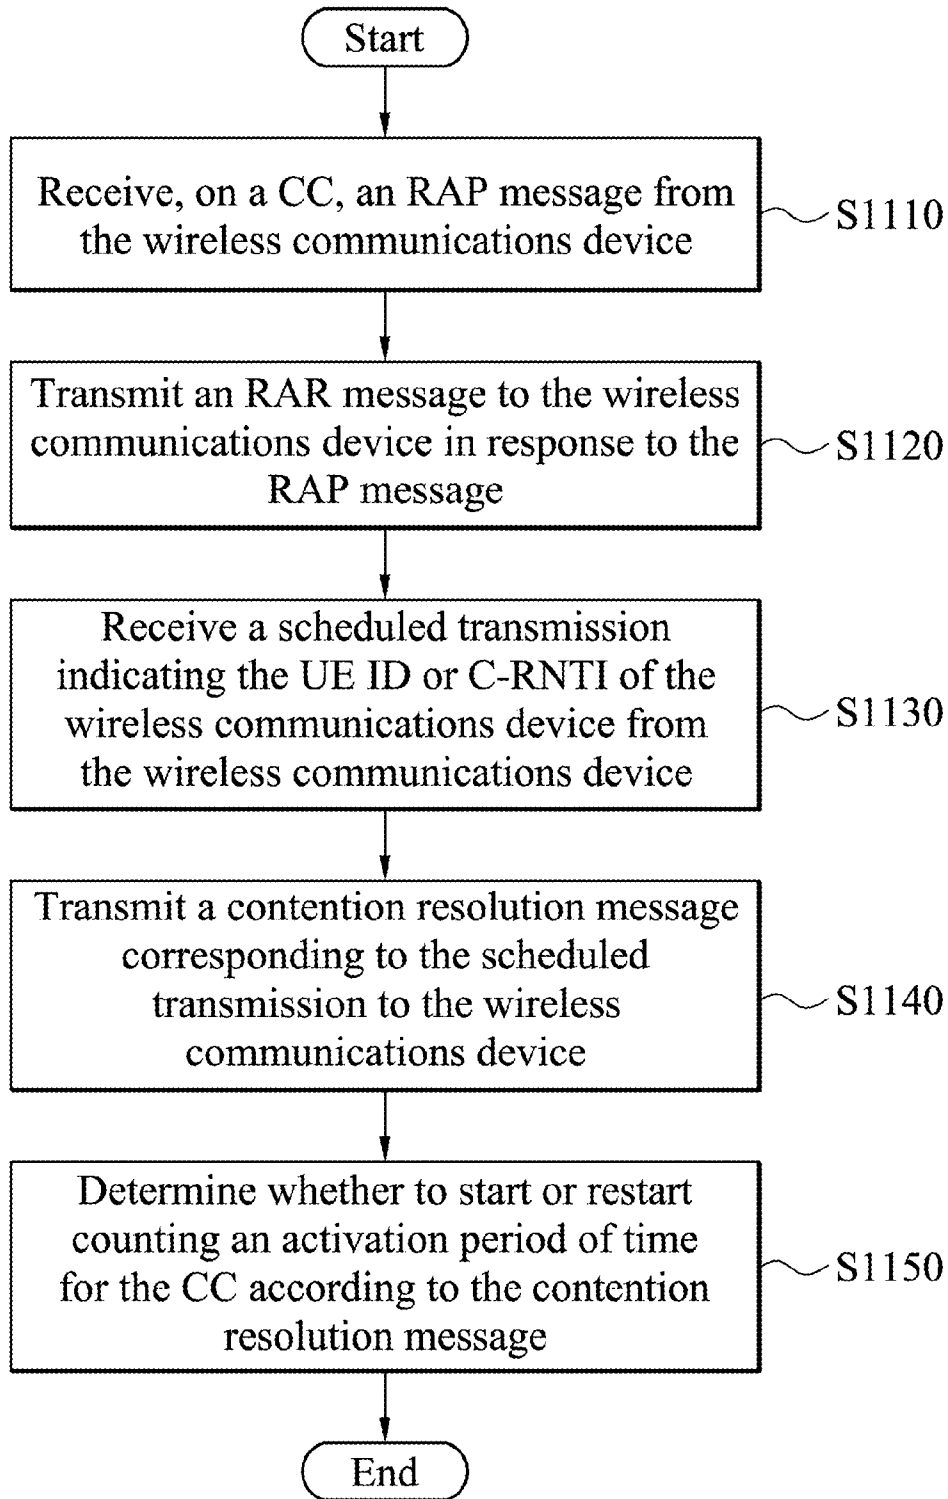 Start
Receive, on a CC, an RAP message from
the wireless communications device
S1110
Transmit an RAR message to the wireless
communications device in response to the
RAP message
S1120
Receive a scheduled transmission
indicating the UE ID or C-RNTI of the
wireless communications device from
the wireless communications device
S1130
Transmit a contention resolution message
corresponding to the scheduled
transmission to the wireless
communications device
S1140
Determine whether to start or restart
counting an activation period of time
for the CC according to the contention
resolution message
S1150
End